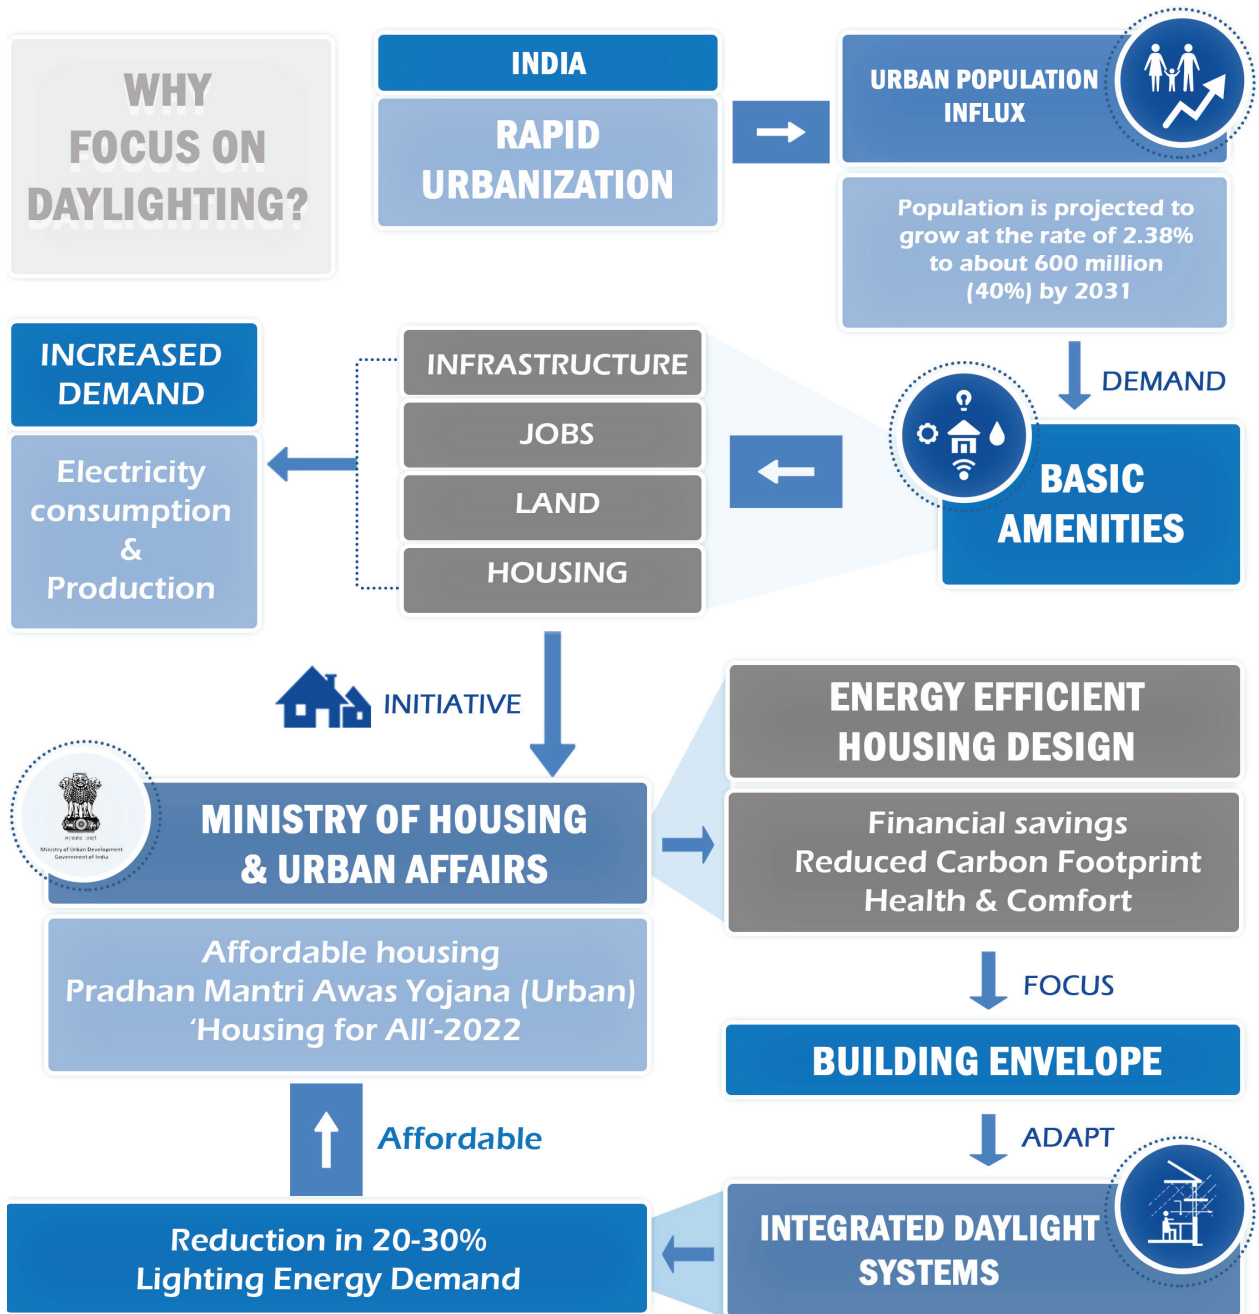 WHY
FOCUS ON
DAYLIGHTING?
INDIA
RAPID
URBANIZATION
URBAN POPULATION
INFLUX
Population is projected to
grow at the rate of 2.38%
to about 600 million
(40%) by 2031
DEMAND
BASIC
AMENITIES
INFRASTRUCTURE
JOBS
LAND
HOUSING
INCREASED
DEMAND
Electricity
consumption
&
Production
INITIATIVE
Ministry of Urban Development
Government of India
MINISTRY OF HOUSING
& URBAN AFFAIRS
Affordable housing
Pradhan Mantri Awas Yojana (Urban)
‘Housing for All’-2022
ENERGY EFFICIENT
HOUSING DESIGN
Financial savings
Reduced Carbon Footprint
Health & Comfort
FOCUS
BUILDING ENVELOPE
ADAPT
INTEGRATED DAYLIGHT
SYSTEMS
Reduction in 20-30%
Lighting Energy Demand
Affordable